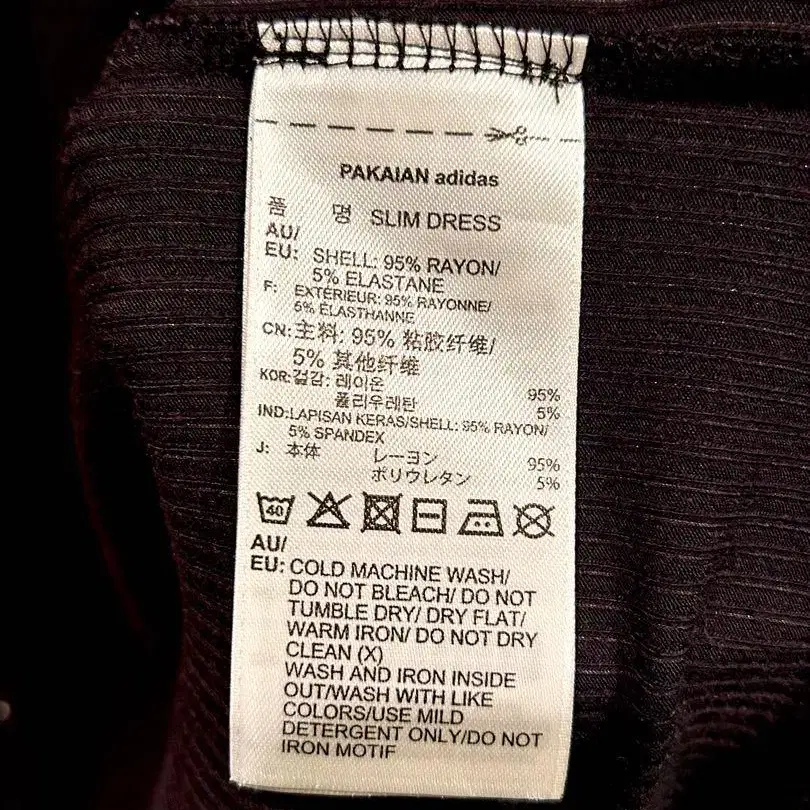 PAKAIAN adidas
품 명 SLIM DRESS
AU/
EU: SHELL: 95% RAYON/
5% ELASTANE
F: EXTÉRIEUR: 95% RAYONNE/
5% ÉLASTHANNE
CN: 主料: 95% 粘胶纤维/
5% 其他纤维
KOR: 겉감: 레이온 95%
폴리우레탄 5%
IND: LAPISAN KERAS/SHELL: 95% RAYON/
5% SPANDEX
J: 本体 レーヨン 95%
ポリウレタン 5%
40
AU/
EU: COLD MACHINE WASH/
DO NOT BLEACH/ DO NOT
TUMBLE DRY/ DRY FLAT/
WARM IRON/ DO NOT DRY
CLEAN (X)
WASH AND IRON INSIDE
OUT/WASH WITH LIKE
COLORS/USE MILD
DETERGENT ONLY/DO NOT
IRON MOTIF